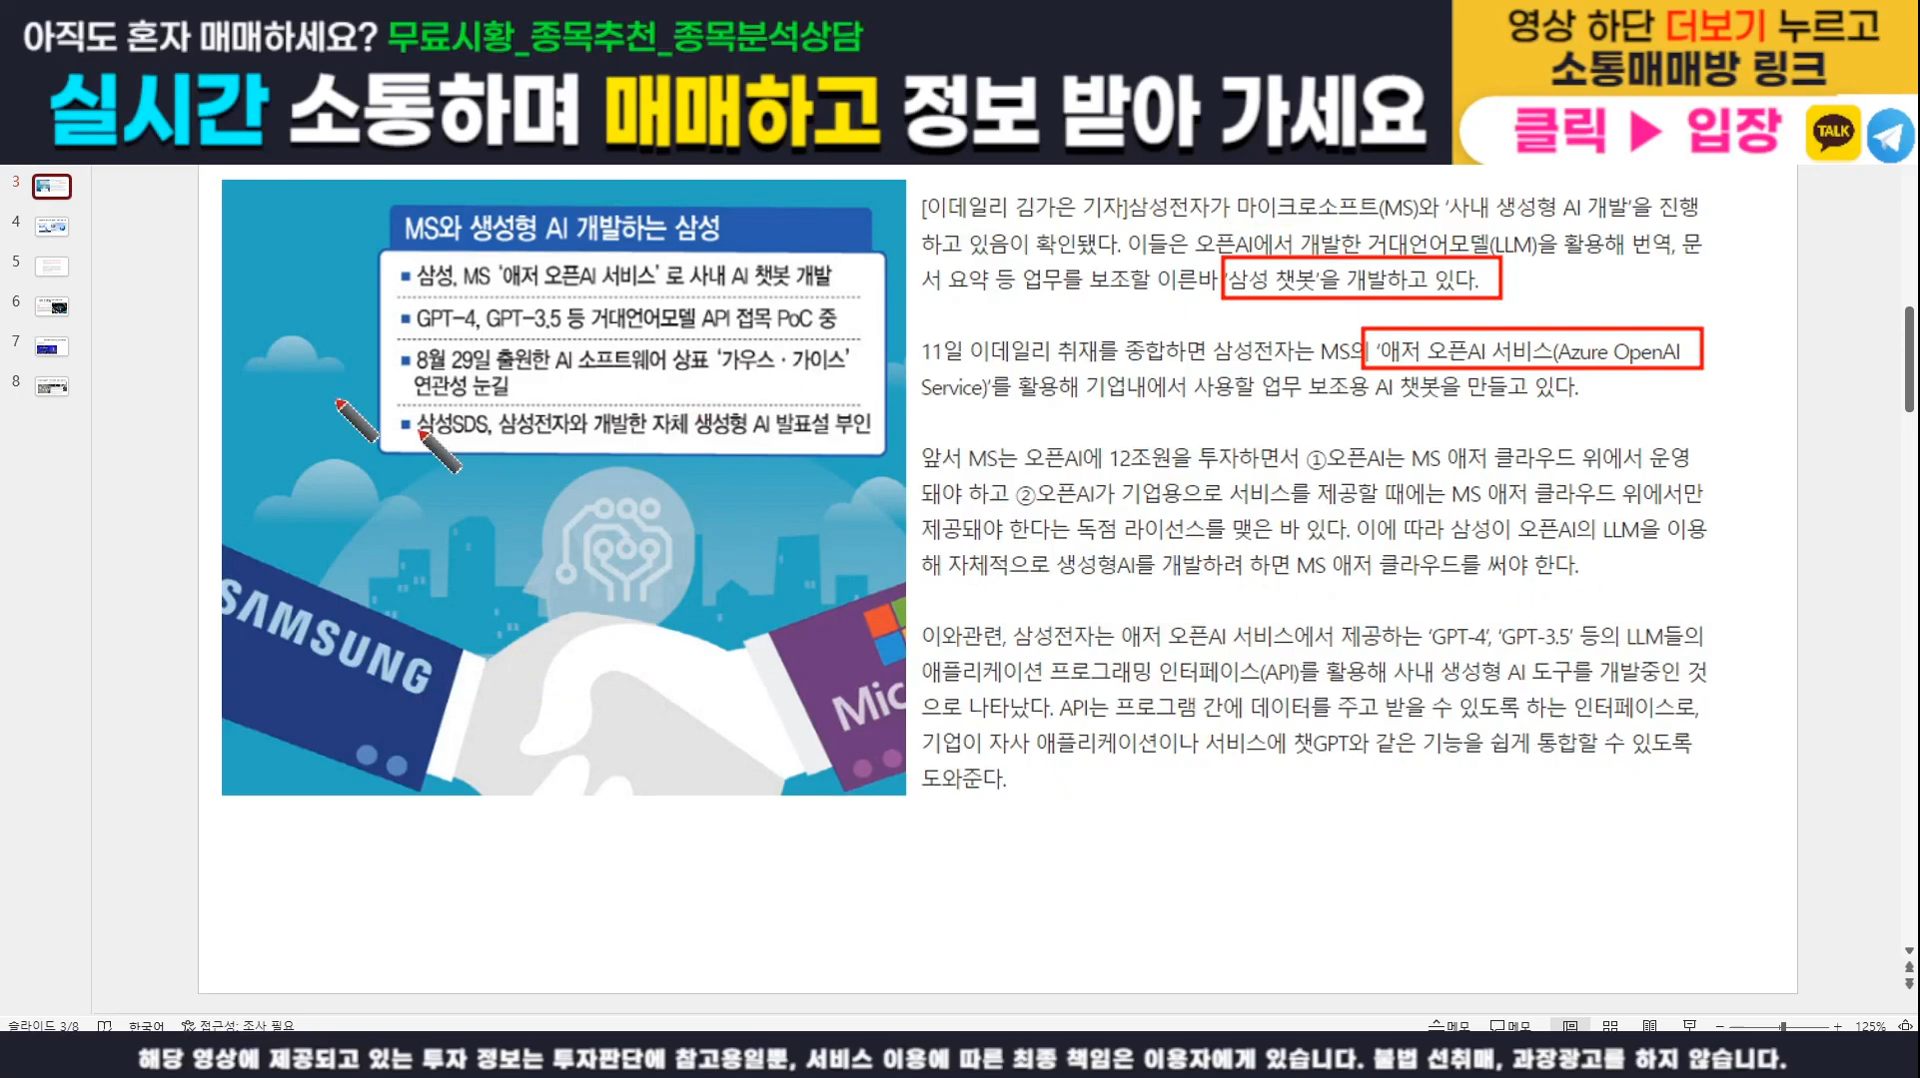 아직도 혼자 매매하세요? 무료시황_종목추천_종목분석상담
실시간 소통하며 매매하고 정보 받아 가세요
영상 하단 더보기 누르고
소통매매방 링크
클릭 ▶ 입장
TALK
3
4
5
6
7
8
MS와 생성형 AI 개발하는 삼성
■ 삼성, MS '애저 오픈AI 서비스' 로 사내 AI 챗봇 개발
■ GPT-4, GPT-3.5 등 거대언어모델 API 접목 PoC 중
■ 8월 29일 출원한 AI 소프트웨어 상표 '가우스 · 가이스'
연관성 눈길
■ 삼성SDS, 삼성전자와 개발한 자체 생성형 AI 발표설 부인
SAMSUNG
Mic
[이데일리 김가은 기자]삼성전자가 마이크로소프트(MS)와 ‘사내 생성형 AI 개발’을 진행
하고 있음이 확인됐다. 이들은 오픈AI에서 개발한 거대언어모델(LLM)을 활용해 번역, 문
서 요약 등 업무를 보조할 이른바 ‘삼성 챗봇’을 개발하고 있다.
11일 이데일리 취재를 종합하면 삼성전자는 MS의 ‘애저 오픈AI 서비스(Azure OpenAI
Service)’를 활용해 기업내에서 사용할 업무 보조용 AI 챗봇을 만들고 있다.
앞서 MS는 오픈AI에 12조원을 투자하면서 ①오픈AI는 MS 애저 클라우드 위에서 운영
돼야 하고 ②오픈AI가 기업용으로 서비스를 제공할 때에는 MS 애저 클라우드 위에서만
제공돼야 한다는 독점 라이선스를 맺은 바 있다. 이에 따라 삼성이 오픈AI의 LLM을 이용
해 자체적으로 생성형AI를 개발하려 하면 MS 애저 클라우드를 써야 한다.
이와관련, 삼성전자는 애저 오픈AI 서비스에서 제공하는 ‘GPT-4’, ‘GPT-3.5’ 등의 LLM들의
애플리케이션 프로그래밍 인터페이스(API)를 활용해 사내 생성형 AI 도구를 개발중인 것
으로 나타났다. API는 프로그램 간에 데이터를 주고 받을 수 있도록 하는 인터페이스로,
기업이 자사 애플리케이션이나 서비스에 챗GPT와 같은 기능을 쉽게 통합할 수 있도록
도와준다.
슬라이드 3/8 한국어 접근성: 조사 필요 메모 메모 125%
해당 영상에 제공되고 있는 투자 정보는 투자판단에 참고용일뿐, 서비스 이용에 따른 최종 책임은 이용자에게 있습니다. 불법 선취매, 과장광고를 하지 않습니다.